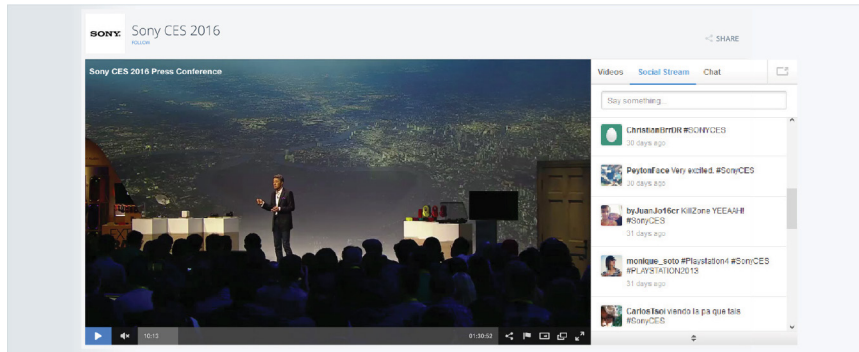 SONY
Sony CES 2016
FOLLOW
SHARE
Sony CES 2016 Press Conference
Videos Social Stream Chat
Say something...
ChristianBrrDR #SONYCES
30 days ago
PeytonFace Very excited. #SonyCES
30 days ago
byJuanJo16cr KillZone YEEAAH!!
#SonyCES
31 days ago
monique_soto #Playstation4 #SonyCES
#PLAYSTATION2013
31 days ago
CarlosTsoi viendo la pa que tais
#SonyCES
10:13
01:30:52